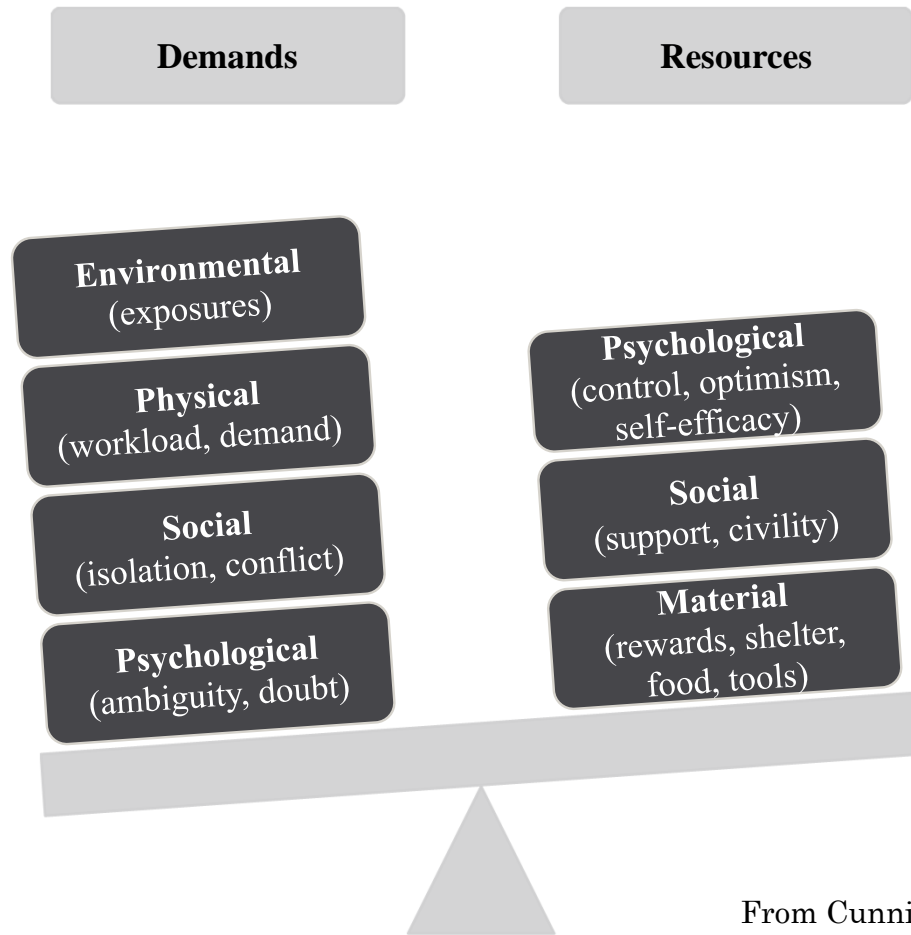 Demands
Resources
Environmental
(exposures)
Physical
(workload, demand)
Social
(isolation, conflict)
Psychological
(ambiguity, doubt)
Psychological
(control, optimism,
self-efficacy)
Social
(support, civility)
Material
(rewards, shelter,
food, tools)
From Cunni